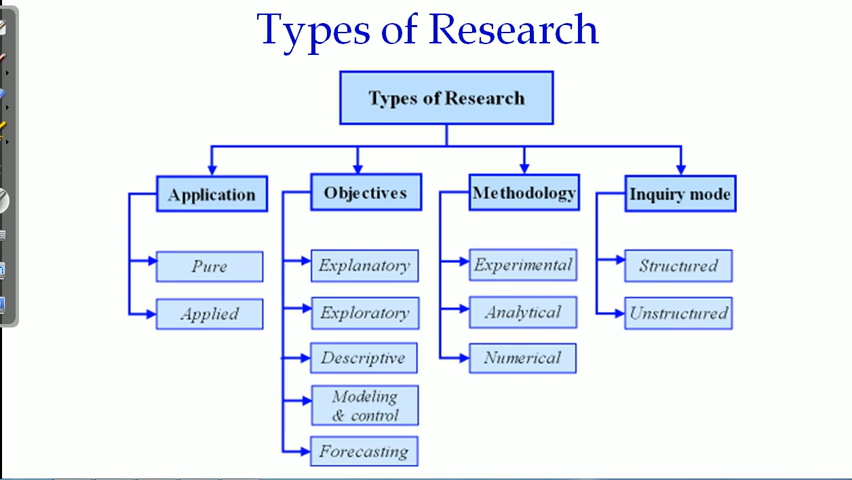 Types of Research
Types of Research
Application
Objectives
Methodology
Inquiry mode
Pure
Applied
Explanatory
Exploratory
Descriptive
Modeling
& control
Forecasting
Experimental
Analytical
Numerical
Structured
Unstructured